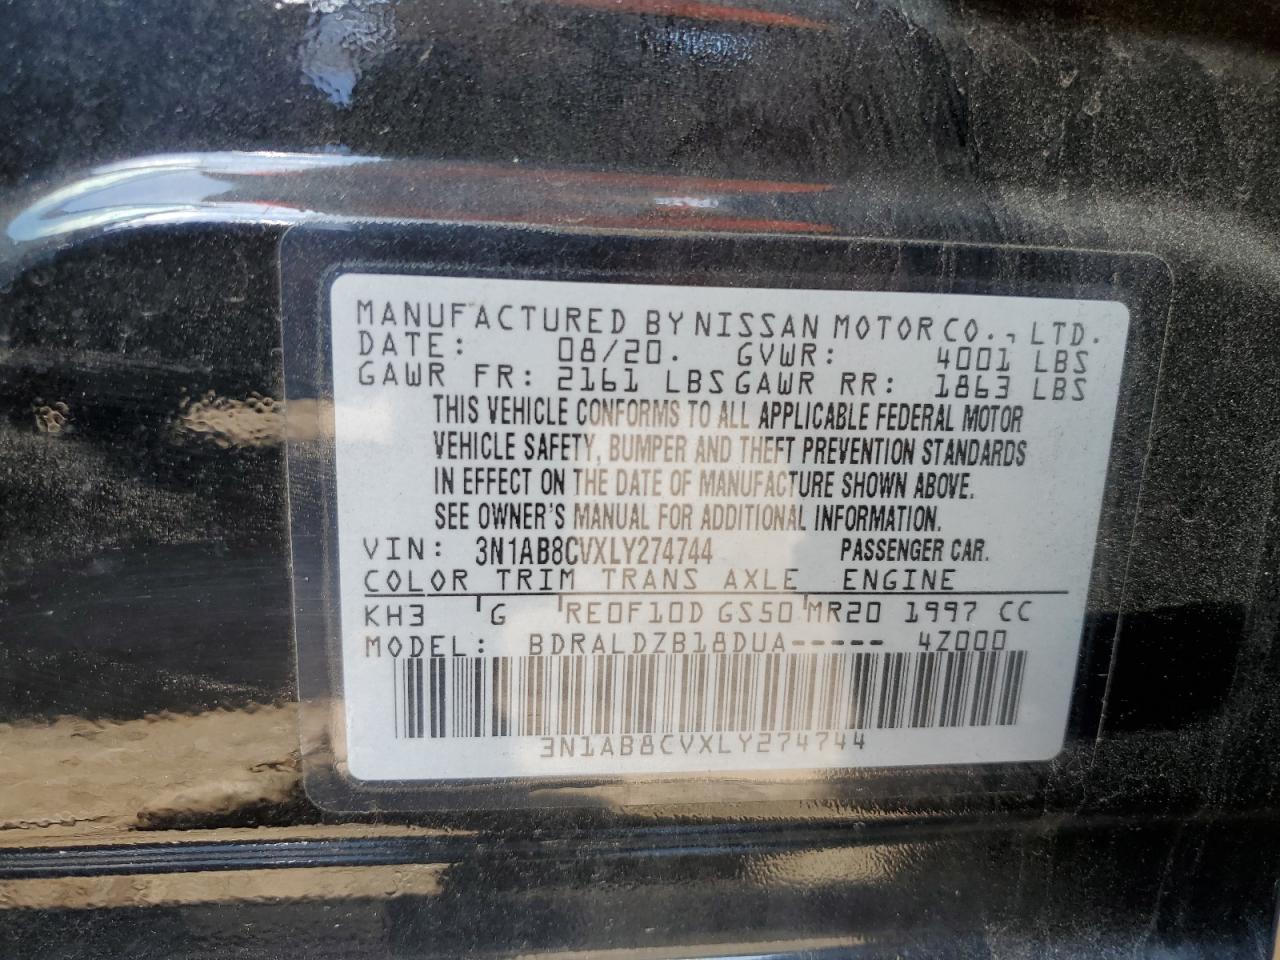 MANUFACTURED BY NISSAN MOTOR CO., LTD.
DATE: 08/20. GVWR: 4001 LBS
GAWR FR: 2161 LBS GAWR RR: 1863 LBS
THIS VEHICLE CONFORMS TO ALL APPLICABLE FEDERAL MOTOR
VEHICLE SAFETY, BUMPER AND THEFT PREVENTION STANDARDS
IN EFFECT ON THE DATE OF MANUFACTURE SHOWN ABOVE.
SEE OWNER'S MANUAL FOR ADDITIONAL INFORMATION.
VIN: 3N1AB8CVXLY274744 PASSENGER CAR.
COLOR TRIM TRANS AXLE ENGINE
KH3 G RE0F10D GS50 MR20 1997 CC
MODEL: BDRALDZB18DUA----- 4Z000
3N1AB8CVXLY274744